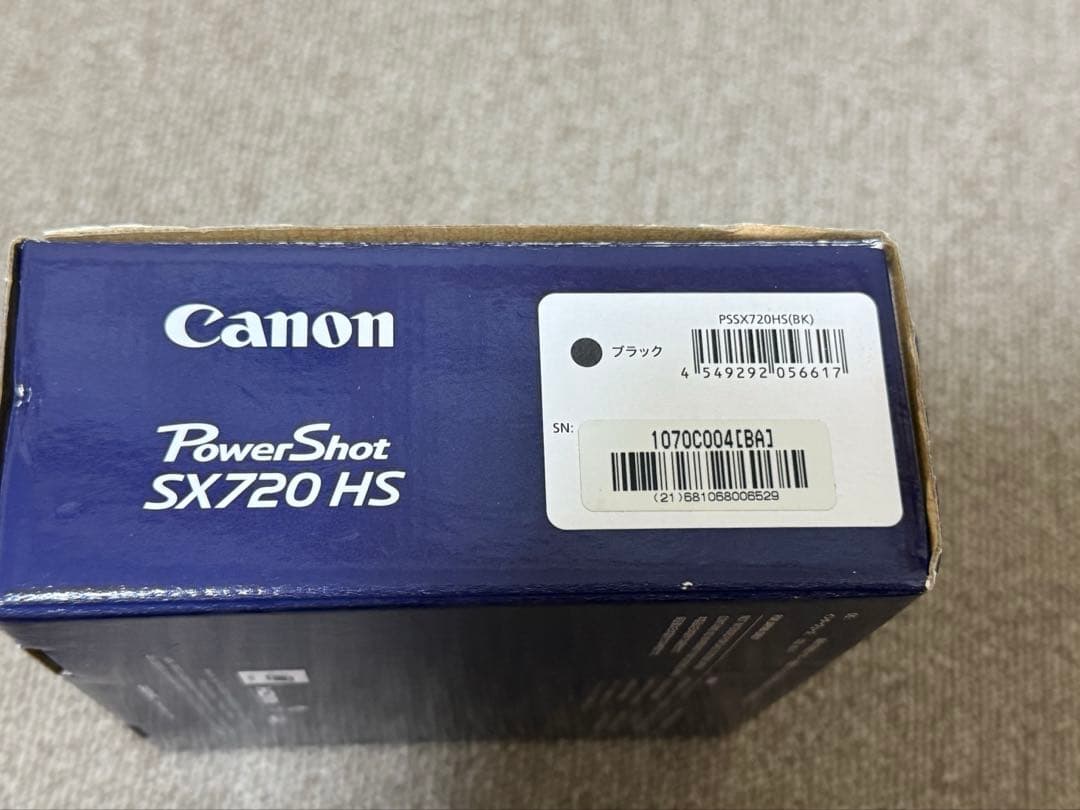 Canon
PowerShot
SX720 HS
PSSX720HS(BK)
ブラック
4 549292 056617
SN:
1070C004[BA]
(21)681068006529